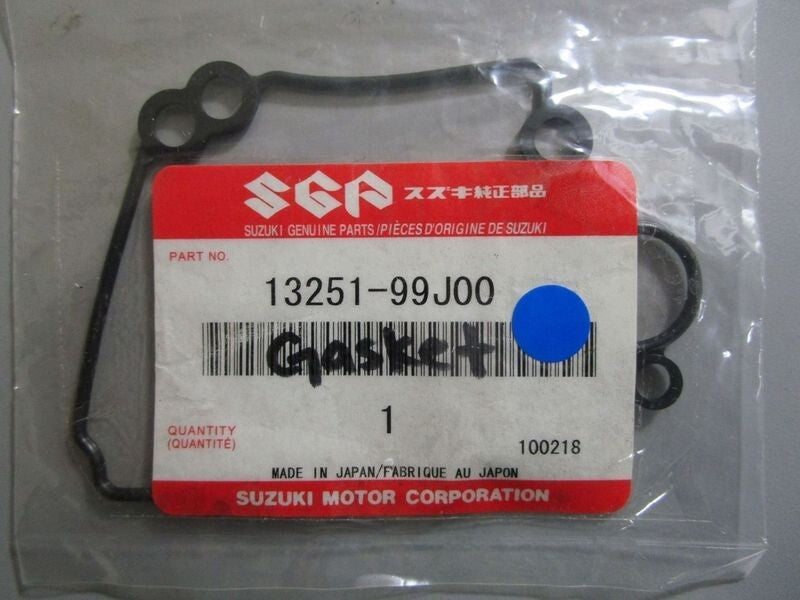 SGP スズキ純正部品
SUZUKI GENUINE PARTS/PIÈCES D'ORIGINE DE SUZUKI
PART NO.
13251-99J00
Gasket
QUANTITY
(QUANTITÉ)
1
100218
MADE IN JAPAN/FABRIQUE AU JAPON
SUZUKI MOTOR CORPORATION